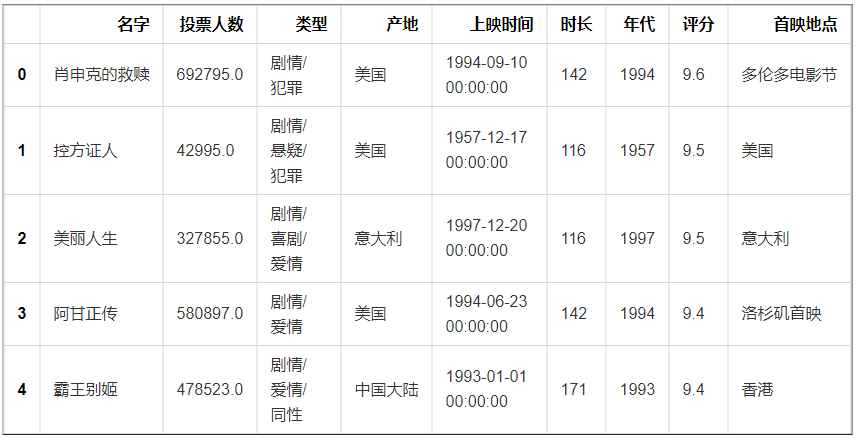 名字 投票人数 类型 产地 上映时间 时长 年代 评分 首映地点
0 肖申克的救赎 692795.0 剧情/ 美国 1994-09-10 142 1994 9.6 多伦多电影节
犯罪 00:00:00
1 控方证人 42995.0 剧情/ 美国 1957-12-17 116 1957 9.5 美国
悬疑/ 00:00:00
犯罪
2 美丽人生 327855.0 剧情/ 意大利 1997-12-20 116 1997 9.5 意大利
喜剧/ 00:00:00
爱情
3 阿甘正传 580897.0 剧情/ 美国 1994-06-23 142 1994 9.4 洛杉矶首映
爱情 00:00:00
4 霸王别姬 478523.0 剧情/ 中国大陆 1993-01-01 171 1993 9.4 香港
爱情/ 00:00:00
同性